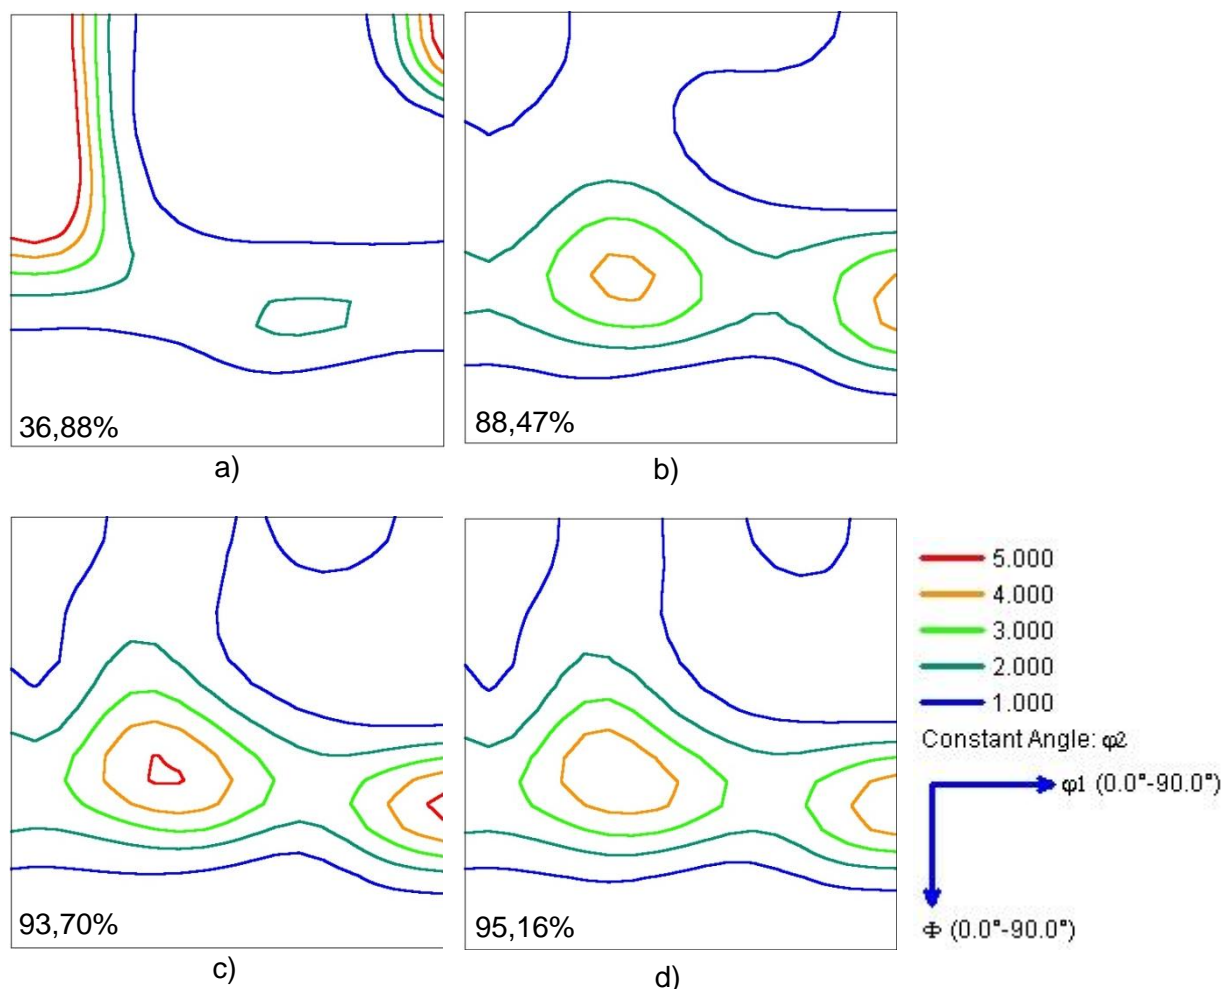 36,88%
88,47%
a)
b)
5.000
4.000
3.000
2.000
1.000
Constant Angle: φ2
φ1 (0.0°-90.0°)
Φ (0.0°-90.0°)
93,70%
95,16%
c)
d)